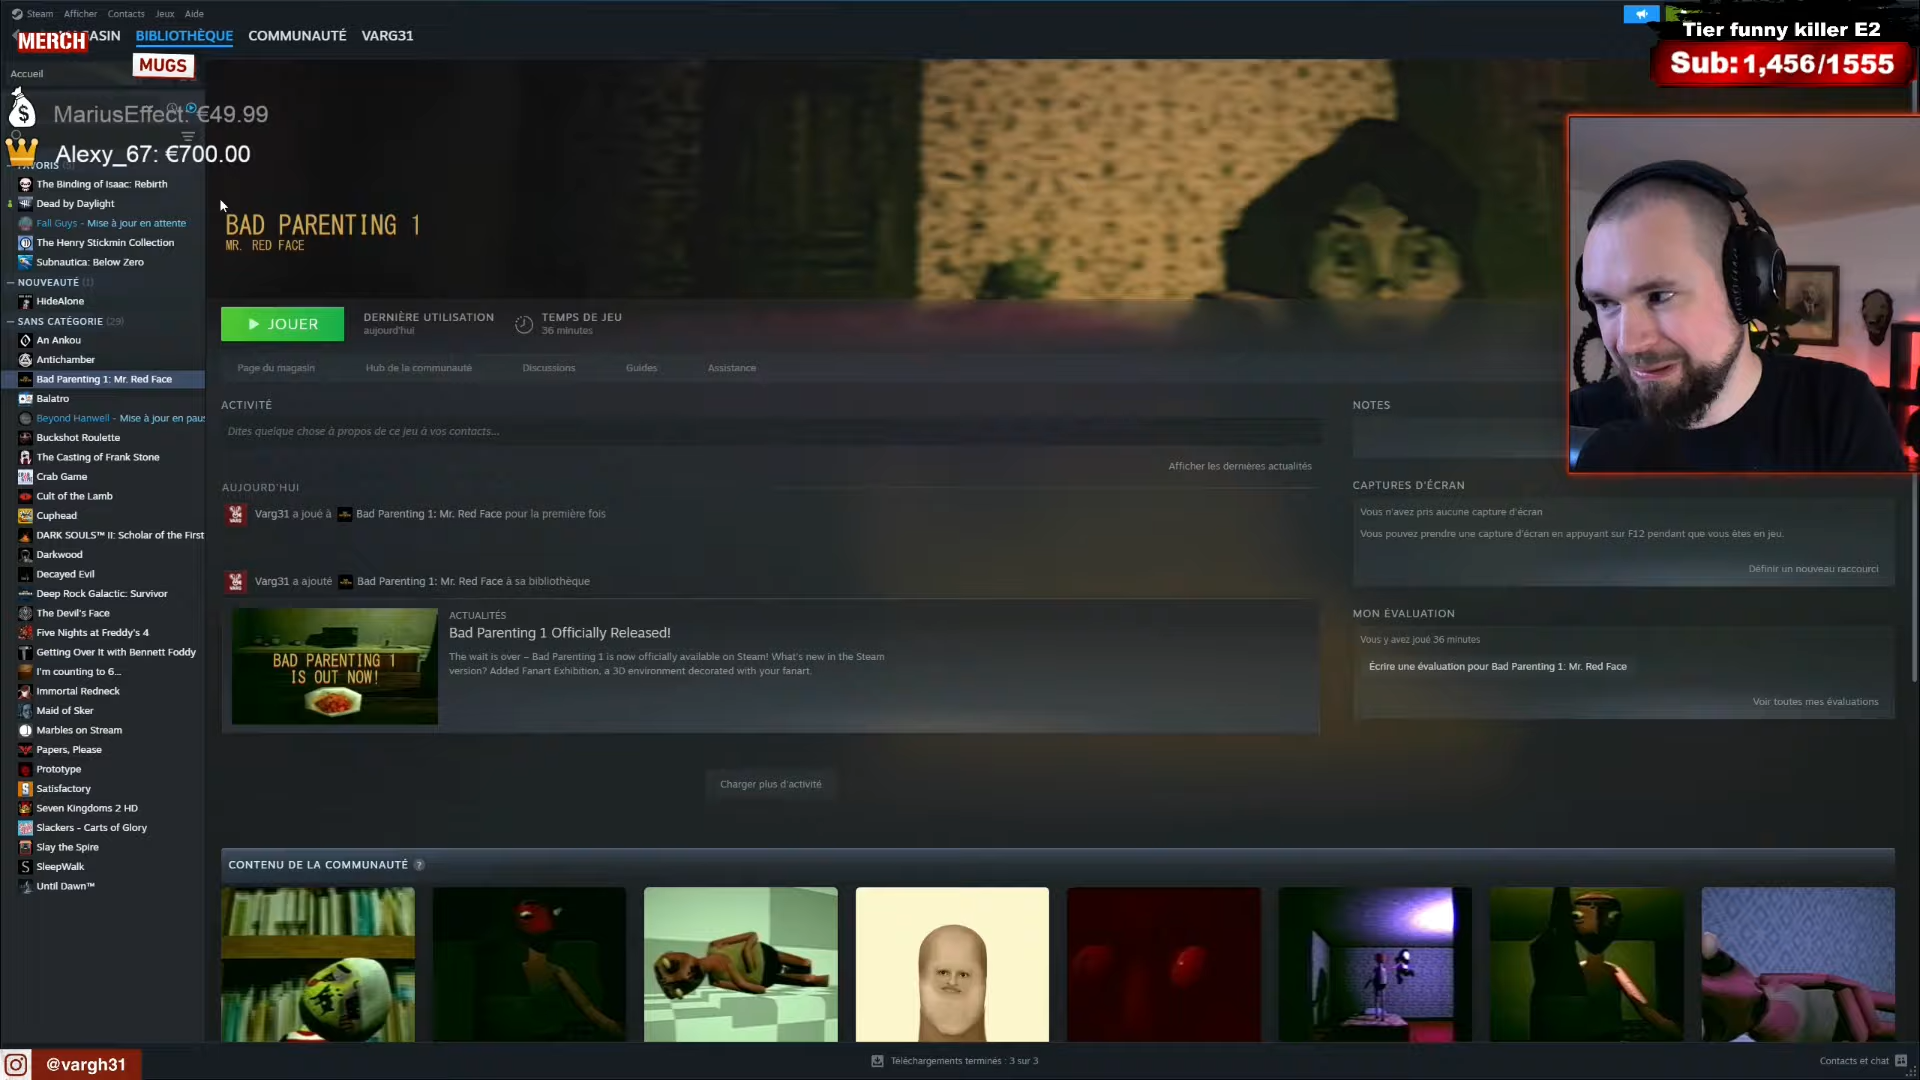 Steam Afficher Contacts Jeux Aide
BIBLIOTHÈQUE COMMUNAUTÉ VARG31
MERCH
MUGS
Accueil
MariusEffect: €49.99
Alexy_67: €700.00
Tier funny killer E2
Sub: 1,456/1555
The Binding of Isaac: Rebirth
Dead by Daylight
Fall Guys - Mise à jour en attente
The Henry Stickmin Collection
Subnautica: Below Zero
— NOUVEAUTÉ (1)
HideAlone
— SANS CATÉGORIE (29)
An Ankou
Antichamber
Bad Parenting 1: Mr. Red Face
Balatro
Beyond Hanwell - Mise à jour en paus
Buckshot Roulette
The Casting of Frank Stone
Crab Game
Cult of the Lamb
Cuphead
DARK SOULS™ II: Scholar of the First
Darkwood
Decayed Evil
Deep Rock Galactic: Survivor
The Devil's Face
Five Nights at Freddy's 4
Getting Over It with Bennett Foddy
I'm counting to 6...
Immortal Redneck
Maid of Sker
Marbles on Stream
Papers, Please
Prototype
Satisfactory
Seven Kingdoms 2 HD
Slackers - Carts of Glory
Slay the Spire
SleepWalk
Until Dawn™
@vargh31
BAD PARENTING 1
MR. RED FACE
JOUER
DERNIÈRE UTILISATION
aujourd'hui
TEMPS DE JEU
36 minutes
Page du magasin Hub de la communauté Discussions Guides Assistance
ACTIVITÉ
Dites quelque chose à propos de ce jeu à vos contacts...
Afficher les dernières actualités
AUJOURD'HUI
Varg31 a joué à Bad Parenting 1: Mr. Red Face pour la première fois
Varg31 a ajouté Bad Parenting 1: Mr. Red Face à sa bibliothèque
BAD PARENTING 1
IS OUT NOW!
ACTUALITÉS
Bad Parenting 1 Officially Released!
The wait is over – Bad Parenting 1 is now officially available on Steam! What's new in the Steam
version? Added Fanart Exhibition, a 3D environment decorated with your fanart.
Charger plus d'activité
NOTES
CAPTURES D'ÉCRAN
Vous n'avez pris aucune capture d'écran
Vous pouvez prendre une capture d'écran en appuyant sur F12 pendant que vous êtes en jeu.
Définir un nouveau raccourci
MON ÉVALUATION
Vous y avez joué 36 minutes
Écrire une évaluation pour Bad Parenting 1: Mr. Red Face
Voir toutes mes évaluations
CONTENU DE LA COMMUNAUTÉ ?
Téléchargements terminés : 3 sur 3
Contacts et chat